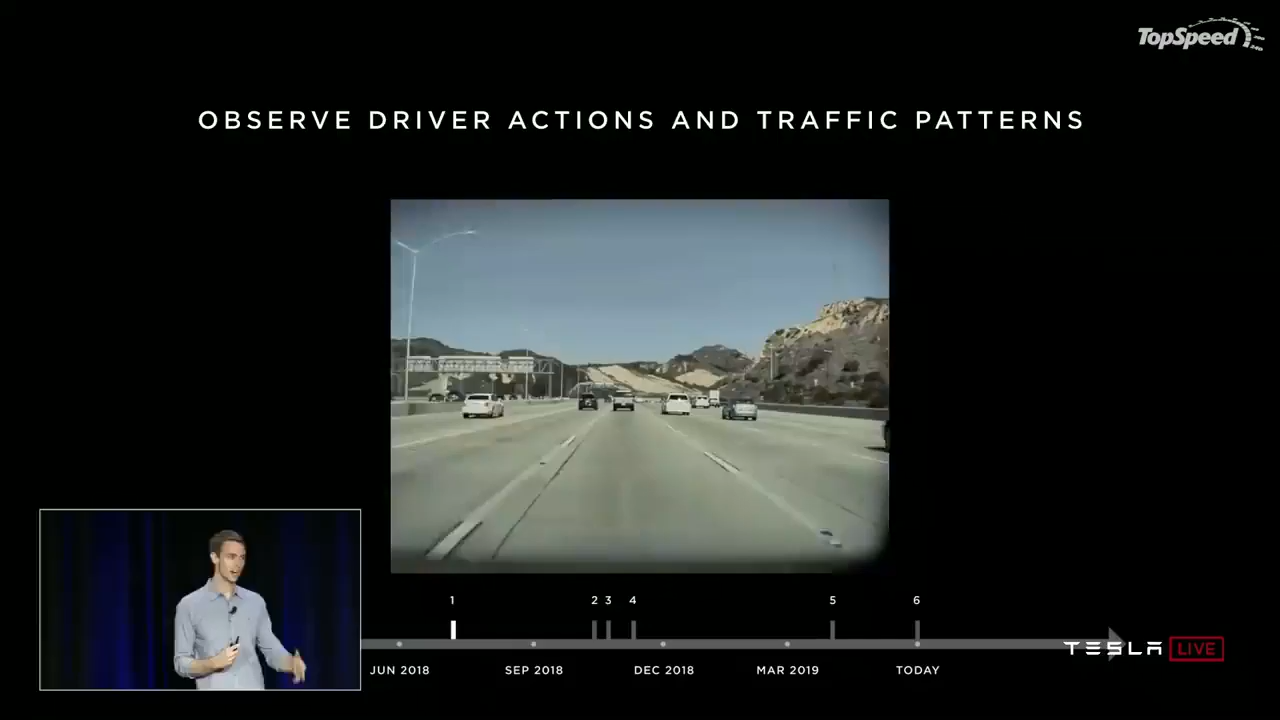 TopSpeed
OBSERVE DRIVER ACTIONS AND TRAFFIC PATTERNS
1 2 3 4 5 6
JUN 2018 SEP 2018 DEC 2018 MAR 2019 TODAY
TESLA LIVE